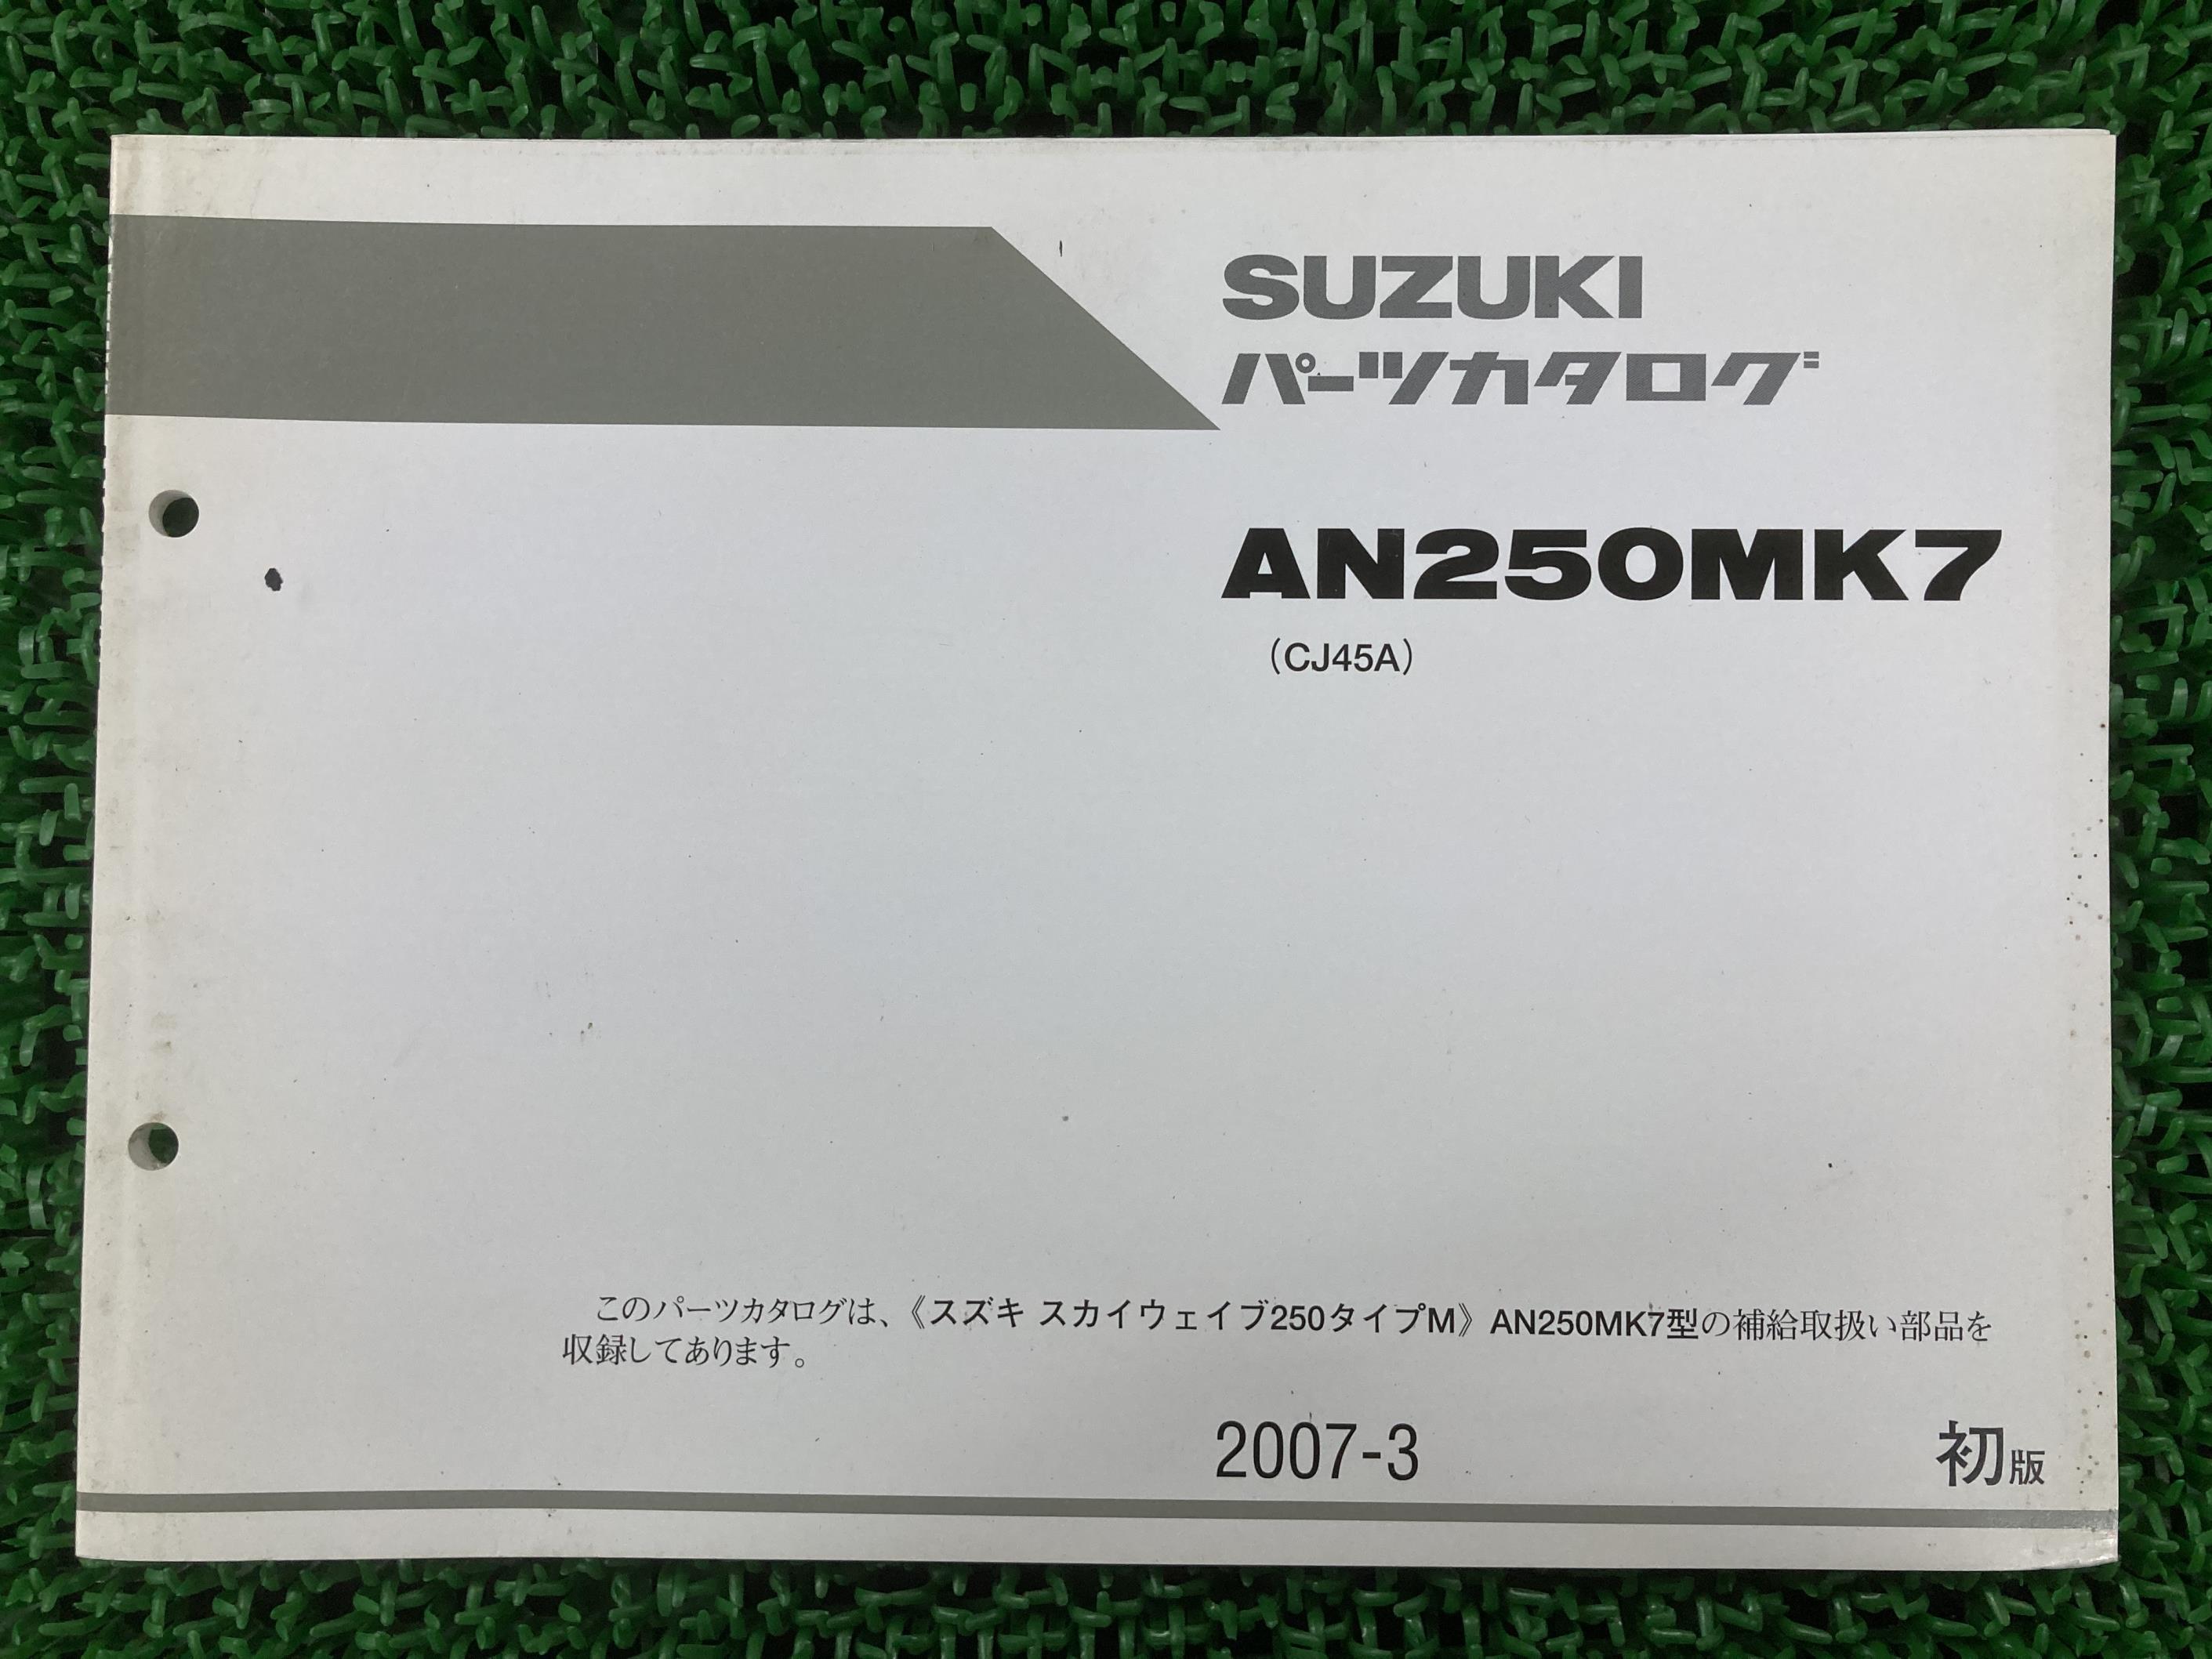 SUZUKI
パーツカタログ
AN250MK7
(CJ45A)
このパーツカタログは、《スズキ スカイウェイブ250タイプM》AN250MK7型の補給取扱い部品を
収録してあります。
2007-3 初版